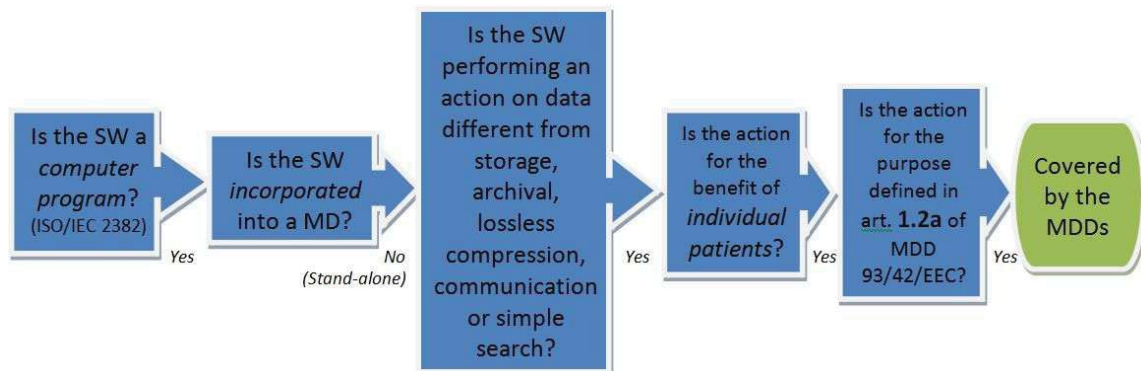 Is the SW a
computer
program?
(ISO/IEC 2382)
Yes
Is the SW
incorporated
into a MD?
No
(Stand-alone)
Is the SW
performing an
action on data
different from
storage,
archival,
lossless
compression,
communication
or simple
search?
Yes
Is the action
for the
benefit of
individual
patients?
Yes
Is the action
for the
purpose
defined in
art. 1.2a of
MDD
93/42/EEC?
Yes
Covered
by the
MDDs